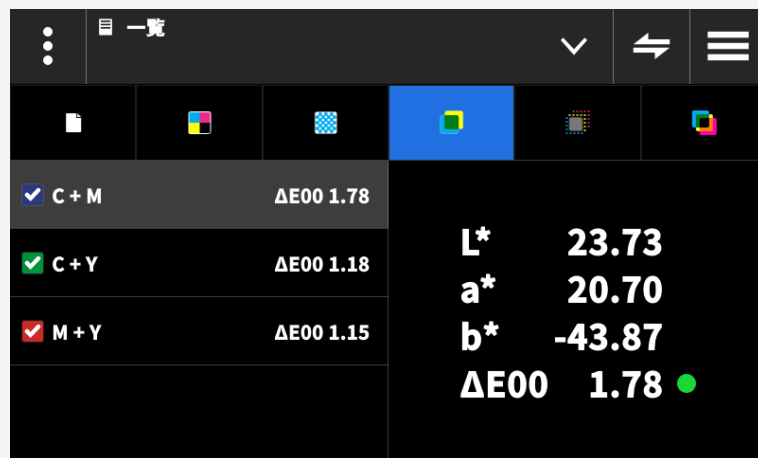 一覧
C + M ΔE00 1.78
C + Y ΔE00 1.18
M + Y ΔE00 1.15
L* 23.73
a* 20.70
b* -43.87
ΔE00 1.78